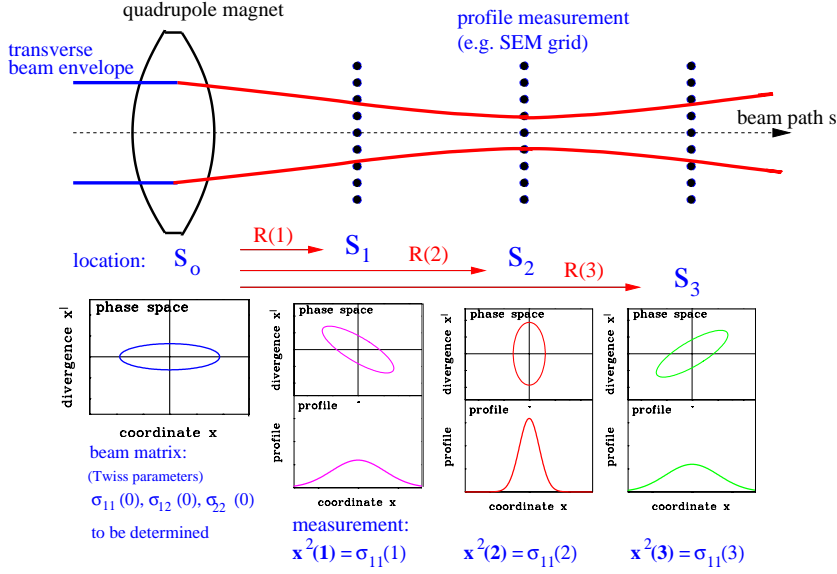 quadrupole magnet
profile measurement
(e.g. SEM grid)
transverse
beam envelope
beam path s
location:
S₀
R(1)
S₁
R(2)
S₂
R(3)
S₃
phase space
divergence x|
coordinate x
phase space
divergence x|
profile
profile
coordinate x
phase space
divergence x|
profile
profile
coordinate x
phase space
divergence x|
profile
profile
coordinate x
beam matrix:
(Twiss parameters)
σ₁₁ (0), σ₁₂ (0), σ₂₂ (0)
to be determined
measurement:
x²(1) = σ₁₁(1)
x²(2) = σ₁₁(2)
x²(3) = σ₁₁(3)